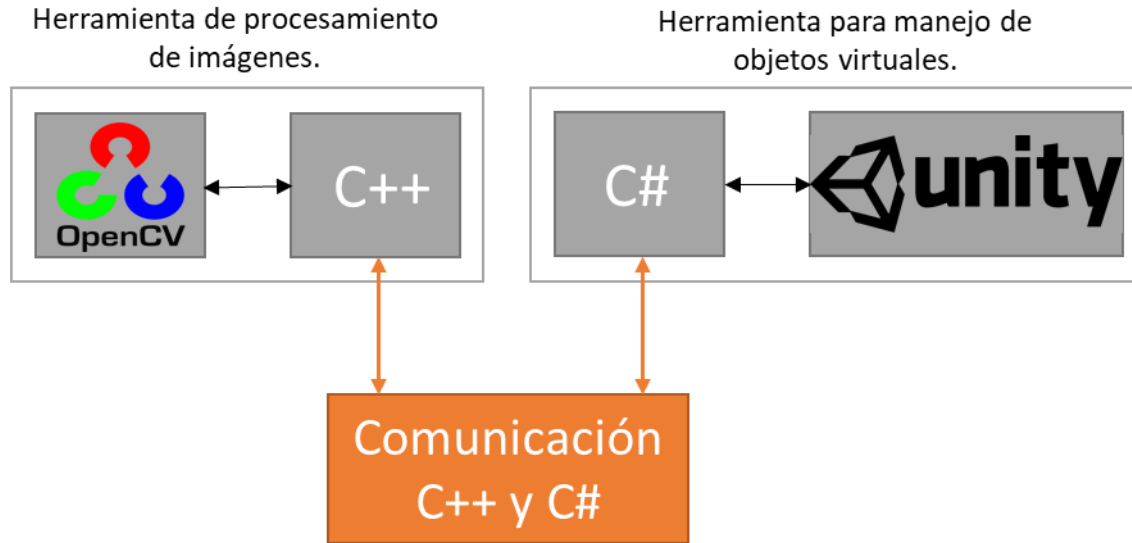 Herramienta de procesamiento
de imágenes.
Herramienta para manejo de
objetos virtuales.
OpenCV
C++
C#
unity
Comunicación
C++ y C#